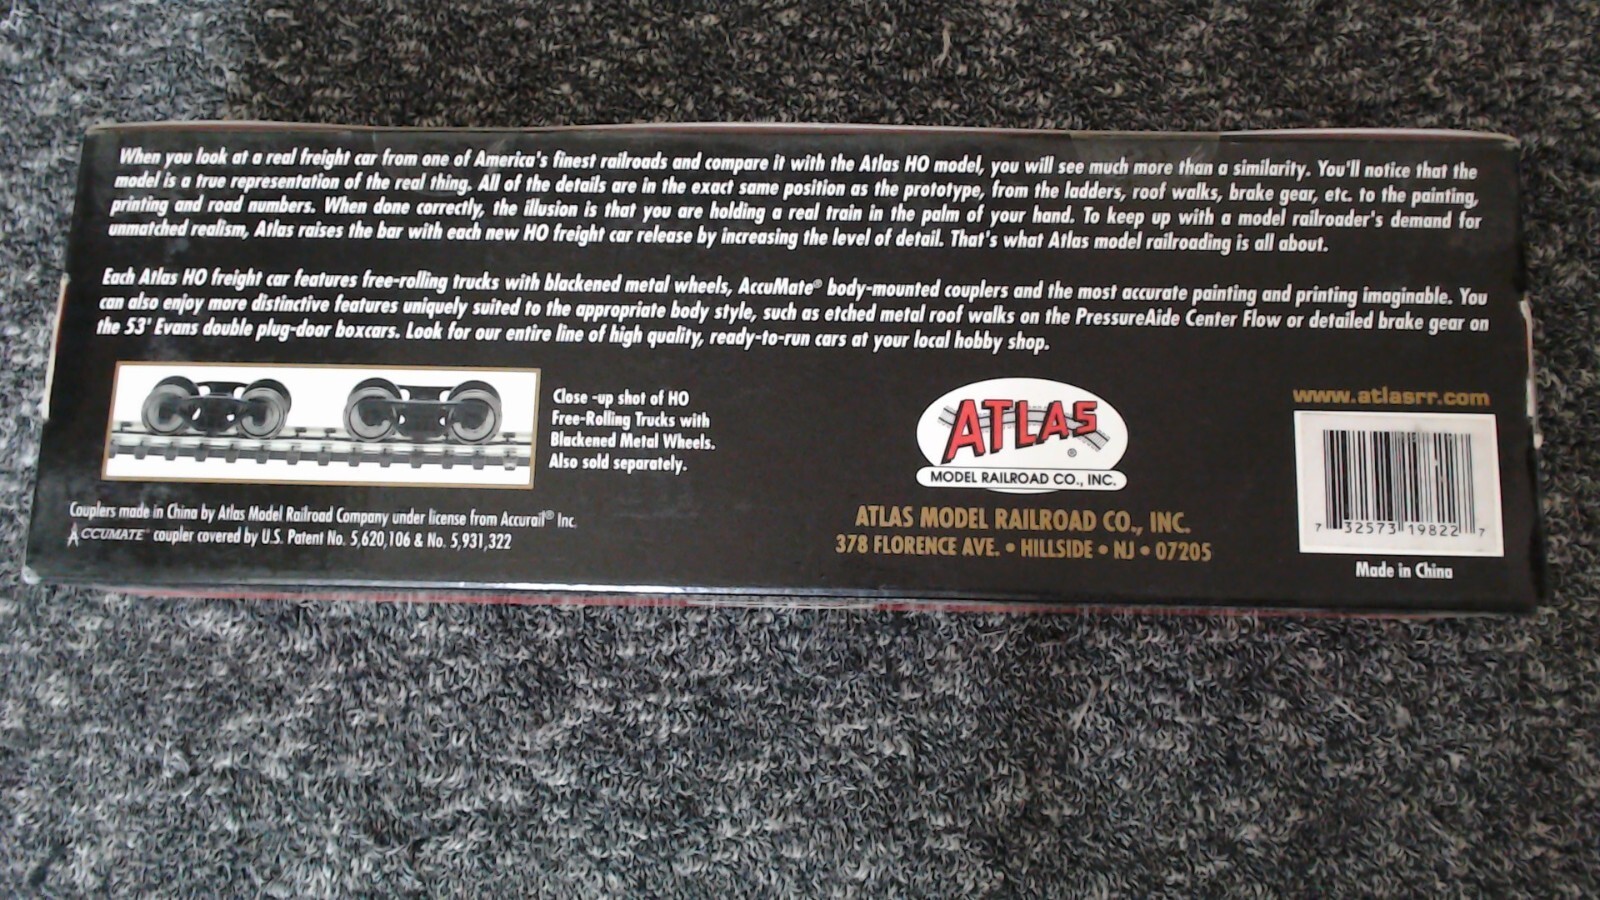 When you look at a real freight car from one of America's finest railroads and compare it with the Atlas HO model, you will see much more than a similarity. You'll notice that the
model is a true representation of the real thing. All of the details are in the exact same position as the prototype, from the ladders, roof walks, brake gear, etc. to the painting,
printing and road numbers. When done correctly, the illusion is that you are holding a real train in the palm of your hand. To keep up with a model railroader's demand for
unmatched realism, Atlas raises the bar with each new HO freight car release by increasing the level of detail. That's what Atlas model railroading is all about.
Each Atlas HO freight car features free-rolling trucks with blackened metal wheels, AccuMate® body-mounted couplers and the most accurate painting and printing imaginable. You
can also enjoy more distinctive features uniquely suited to the appropriate body style, such as etched metal roof walks on the PressureAide Center Flow or detailed brake gear on
the 53' Evans double plug-door boxcars. Look for our entire line of high quality, ready-to-run cars at your local hobby shop.
Close -up shot of HO
Free-Rolling Trucks with
Blackened Metal Wheels.
Also sold separately.
Couplers made in China by Atlas Model Railroad Company under license from Accurail® Inc.
ACCUMATE™ coupler covered by U.S. Patent No. 5,620,106 & No. 5,931,322
ATLAS ®
MODEL RAILROAD CO., INC.
ATLAS MODEL RAILROAD CO., INC.
378 FLORENCE AVE. • HILLSIDE • NJ • 07205
www.atlasrr.com
7 32573 19822 7
Made in China